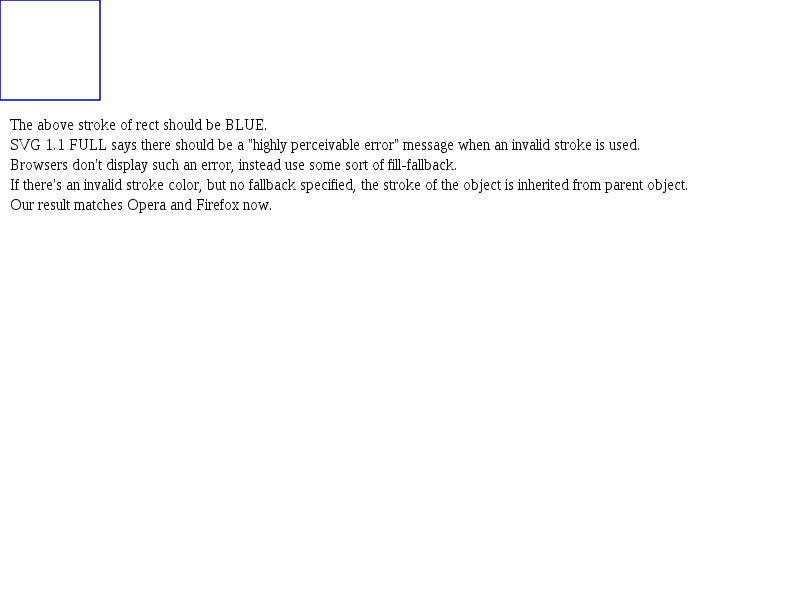 The above stroke of rect should be BLUE.
SVG 1.1 FULL says there should be a "highly perceivable error" message when an invalid stroke is used.
Browsers don't display such an error, instead use some sort of fill-fallback.
If there's an invalid stroke color, but no fallback specified, the stroke of the object is inherited from parent object.
Our result matches Opera and Firefox now.